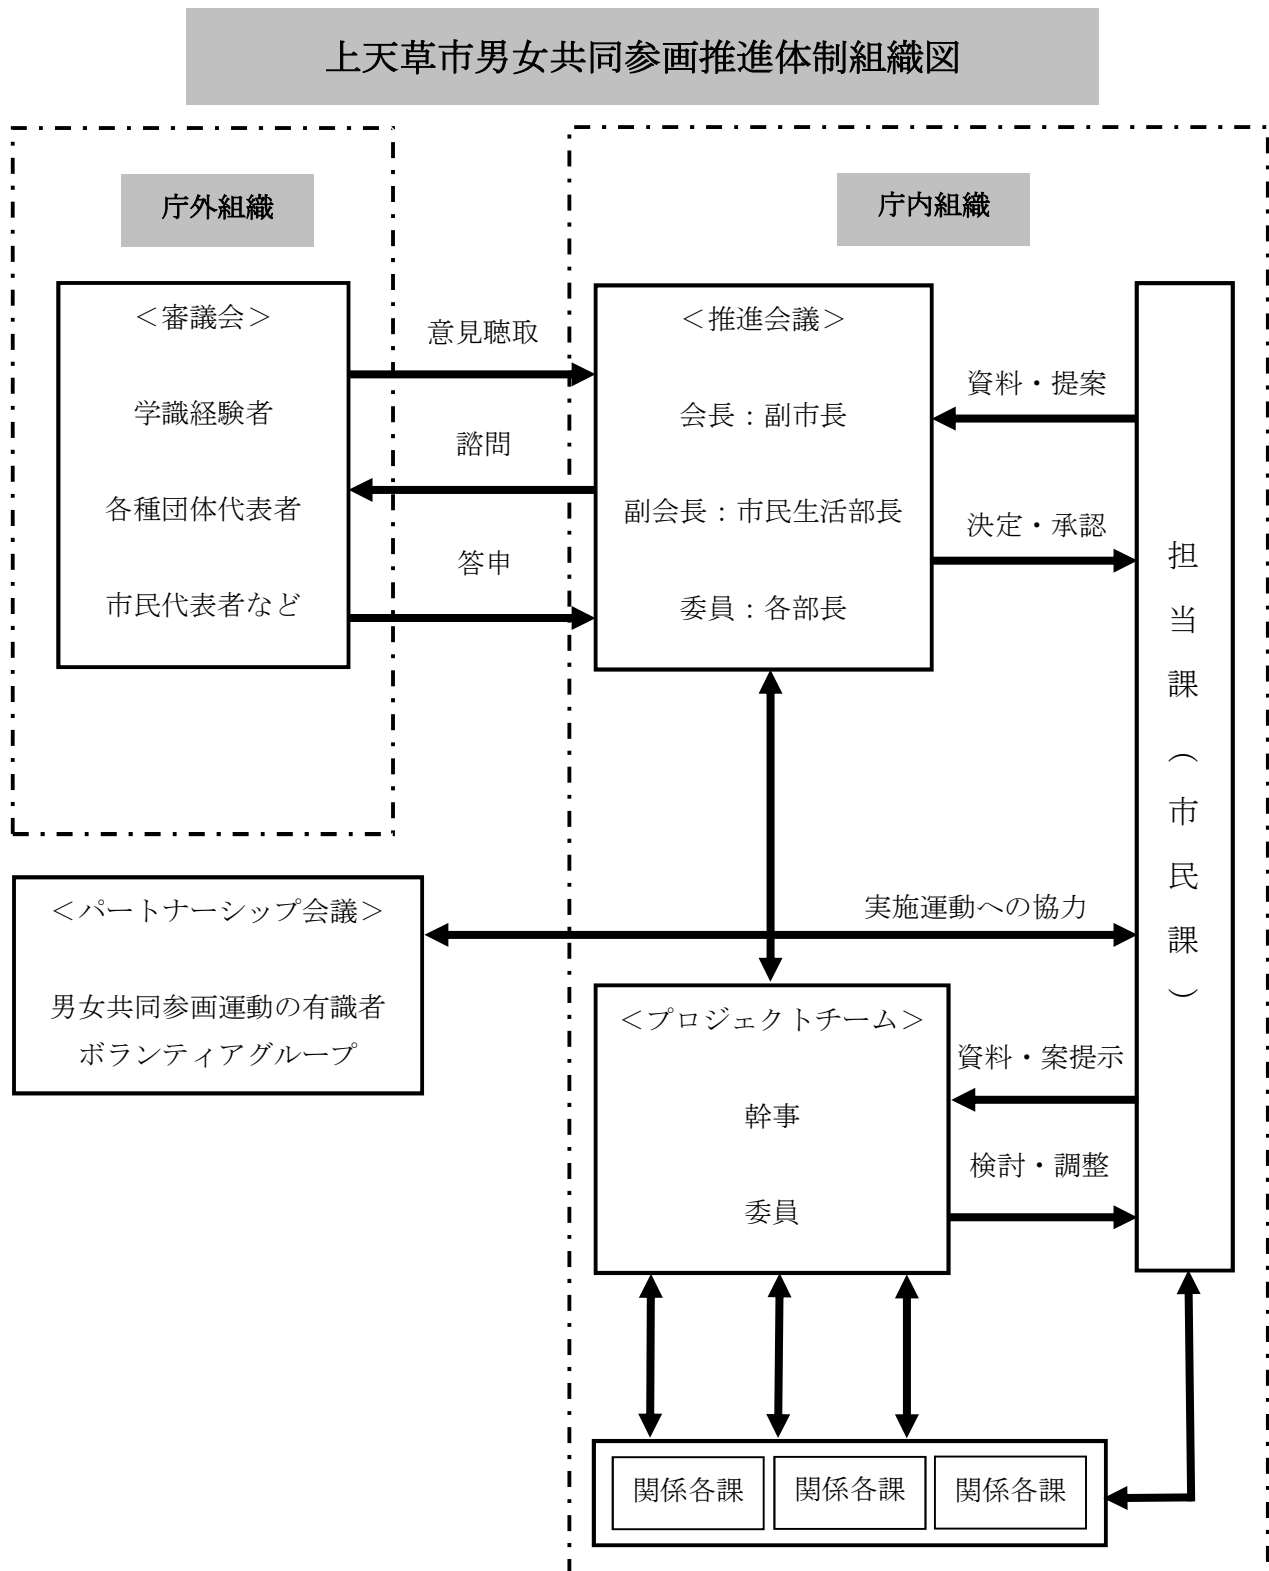 上天草市男女共同参画推進体制組織図
庁外組織
庁内組織
＜審議会＞
学識経験者
各種団体代表者
市民代表者など
意見聴取
諮問
答申
＜推進会議＞
会長：副市長
副会長：市民生活部長
委員：各部長
資料・提案
決定・承認
担当課（市民課）
＜パートナーシップ会議＞
男女共同参画運動の有識者
ボランティアグループ
実施運動への協力
＜プロジェクトチーム＞
幹事
委員
資料・案提示
検討・調整
関係各課
関係各課
関係各課